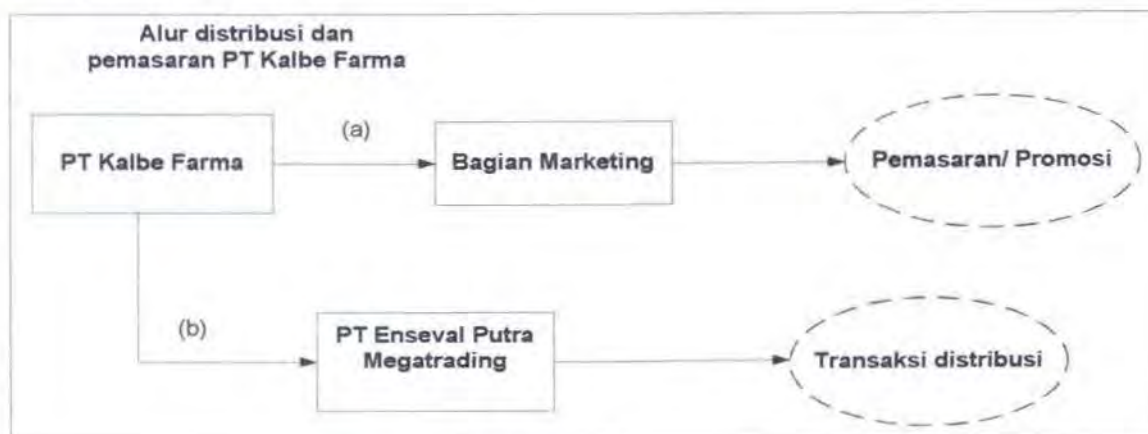 Alur distribusi dan
pemasaran PT Kalbe Farma
(a)
PT Kalbe Farma
Bagian Marketing
Pemasaran/ Promosi
(b)
PT Enseval Putra
Megatrading
Transaksi distribusi